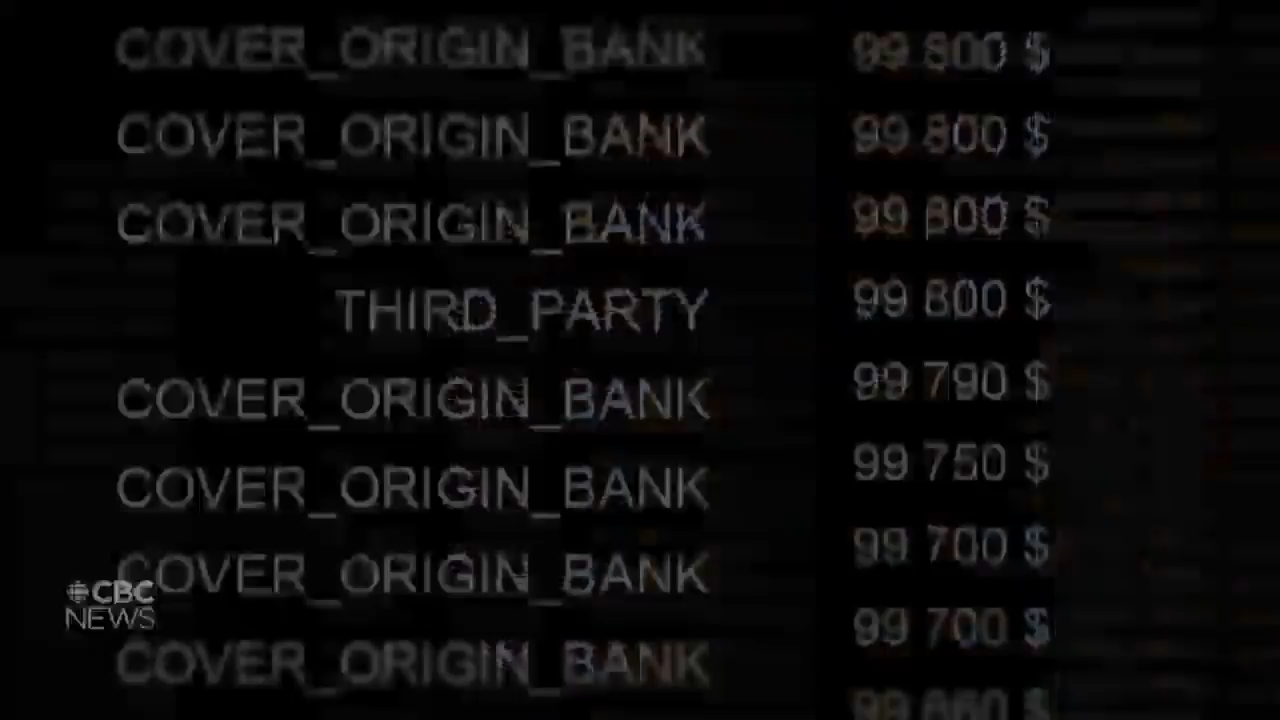 COVER_ORIGIN_BANK 99 800 $
COVER_ORIGIN_BANK 99 800 $
COVER_ORIGIN_BANK 99 800 $
THIRD_PARTY 99 800 $
COVER_ORIGIN_BANK 99 790 $
COVER_ORIGIN_BANK 99 750 $
COVER_ORIGIN_BANK 99 700 $
COVER_ORIGIN_BANK 99 700 $
CBC
NEWS